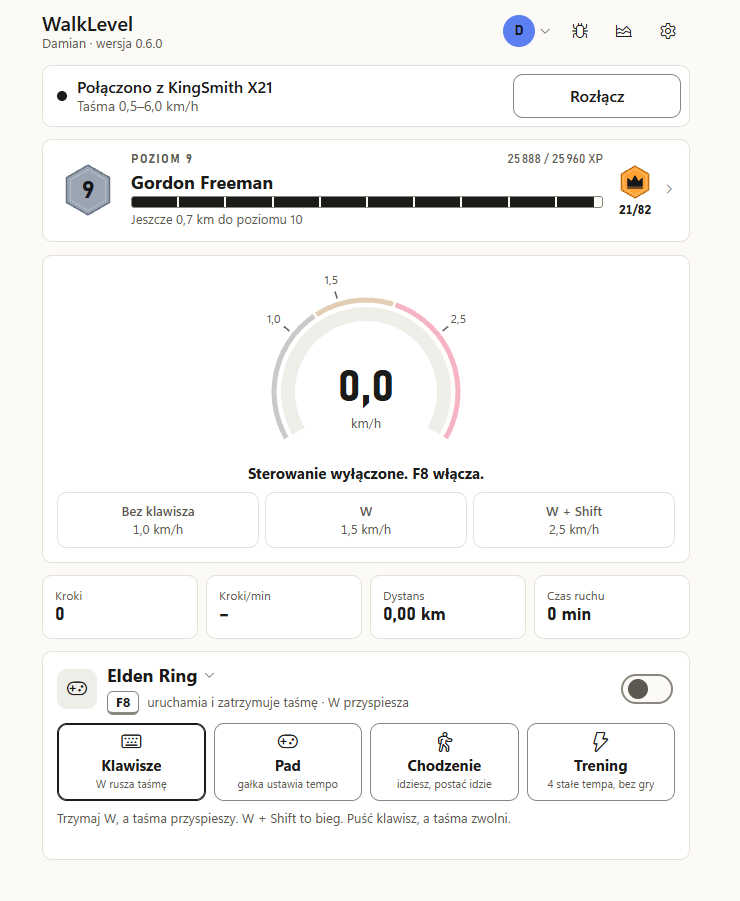 WalkLevel
Damian · wersja 0.6.0
D
Połączono z KingSmith X21
Taśma 0,5–6,0 km/h
Rozłącz
9
POZIOM 9
25 888 / 25 960 XP
Gordon Freeman
Jeszcze 0,7 km do poziomu 10
21/82
1,0
1,5
2,5
0,0
km/h
Sterowanie wyłączone. F8 włącza.
Bez klawisza
1,0 km/h
W
1,5 km/h
W + Shift
2,5 km/h
Kroki
0
Kroki/min
–
Dystans
0,00 km
Czas ruchu
0 min
Elden Ring
F8 uruchamia i zatrzymuje taśmę · W przyspiesza
Klawisze
W rusza taśmę
Pad
gałka ustawia tempo
Chodzenie
idziesz, postać idzie
Trening
4 stałe tempa, bez gry
Trzymaj W, a taśma przyspieszy. W + Shift to bieg. Puść klawisz, a taśma zwolni.